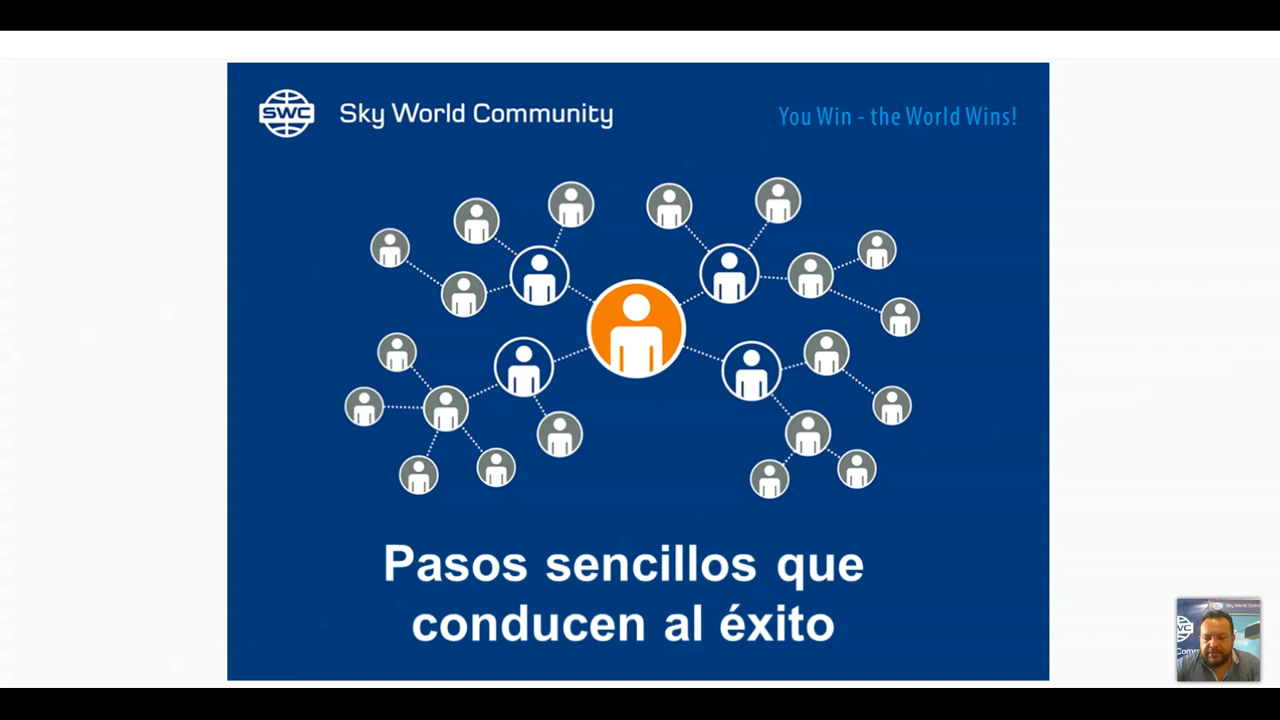 SWC
Sky World Community
You Win - the World Wins!
Pasos sencillos que
conducen al éxito